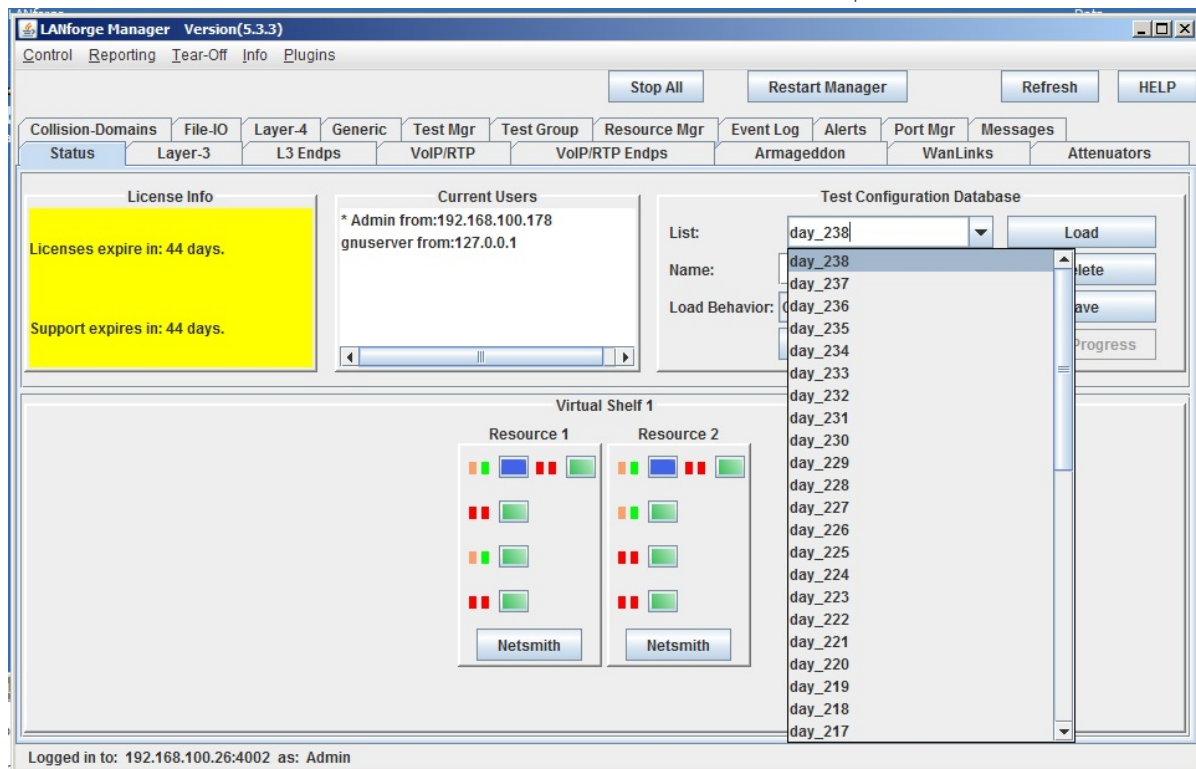 LANforge Manager Version(5.3.3)
Control Reporting Tear-Off Info Plugins
Stop All Restart Manager Refresh HELP
Collision-Domains File-IO Layer-4 Generic Test Mgr Test Group Resource Mgr Event Log Alerts Port Mgr Messages
Status Layer-3 L3 Endps VoIP/RTP VoIP/RTP Endps Armageddon WanLinks Attenuators
License Info
Licenses expire in: 44 days.
Support expires in: 44 days.
Current Users
* Admin from:192.168.100.178
gnuserver from:127.0.0.1
Test Configuration Database
List: day_238 Load
Name:
Load Behavior:
Progress
day_238
day_237
day_236
day_235
day_234
day_233
day_232
day_231
day_230
day_229
day_228
day_227
day_226
day_225
day_224
day_223
day_222
day_221
day_220
day_219
day_218
day_217
Virtual Shelf 1
Resource 1 Resource 2
Netsmith Netsmith
Logged in to: 192.168.100.26:4002 as: Admin